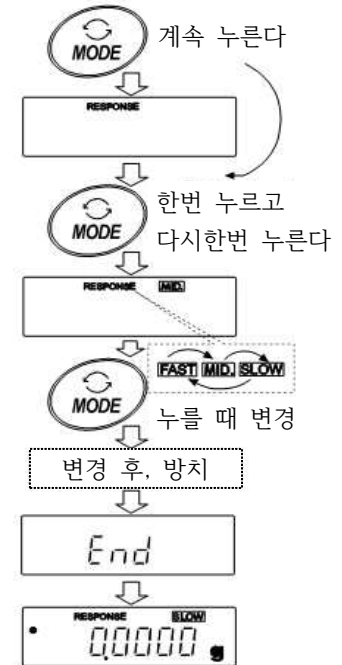 MODE
계속 누른다
RESPONSE
MODE
한번 누르고
다시한번 누른다
RESPONSE MID.
FAST MID. SLOW
MODE
누를 때 변경
변경 후, 방치
End
RESPONSE SLOW
0.0000 g